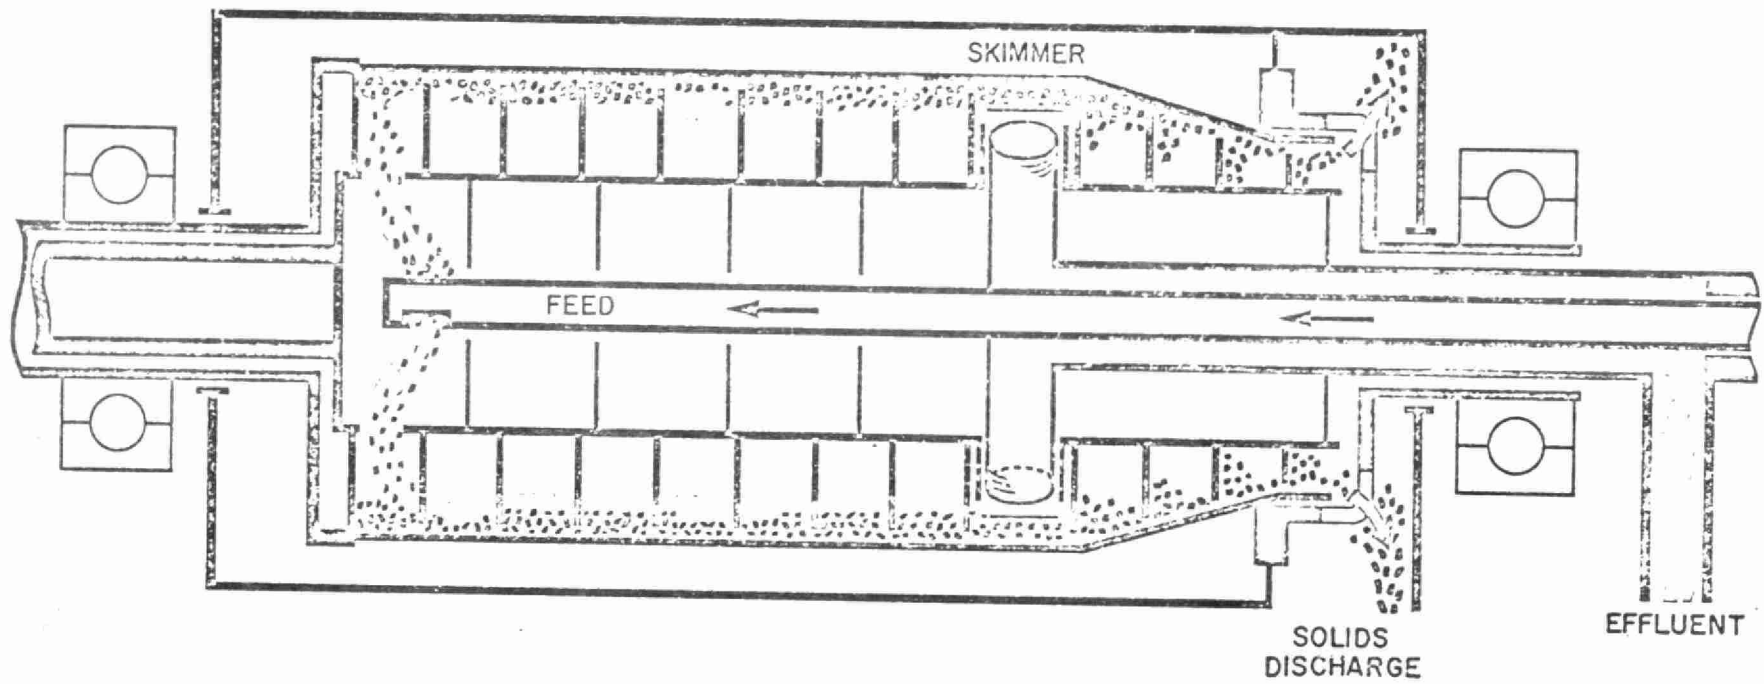 SKIMMER
FEED
SOLIDS
DISCHARGE
EFFLUENT